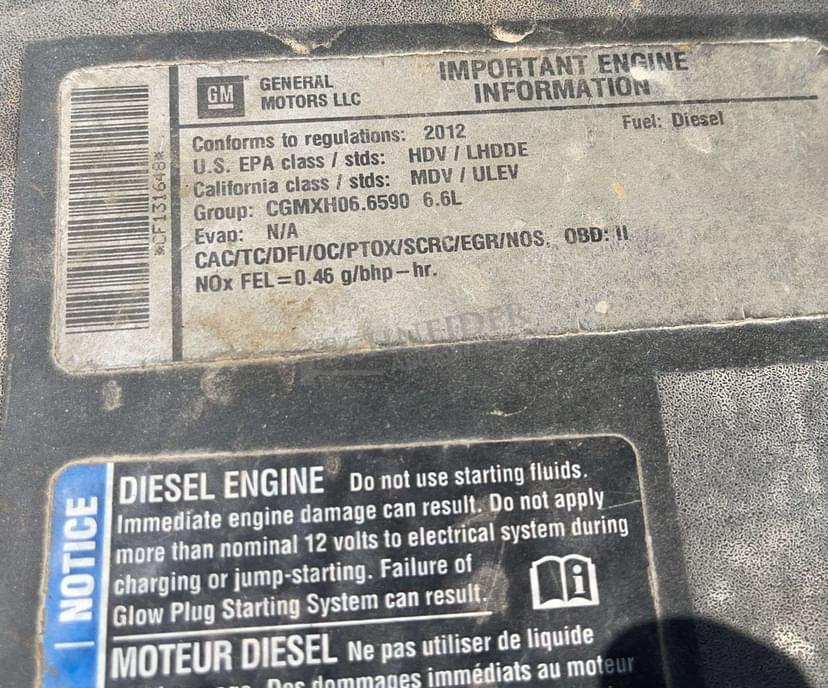 GM
GENERAL
MOTORS LLC
IMPORTANT ENGINE
INFORMATION
Conforms to regulations: 2012
Fuel: Diesel
U.S. EPA class / stds: HDV / LHDDE
California class / stds: MDV / ULEV
Group: CGMXH06.6590 6.6L
Evap: N/A
CAC/TC/DFI/OC/PTOX/SCRC/EGR/NOS, OBD: II
NOx FEL=0.46 g/bhp-hr.
*CF131648*
NOTICE
DIESEL ENGINE Do not use starting fluids.
Immediate engine damage can result. Do not apply
more than nominal 12 volts to electrical system during
charging or jump-starting. Failure of
Glow Plug Starting System can result.
MOTEUR DIESEL Ne pas utiliser de liquide
Des dommages immédiats au moteur